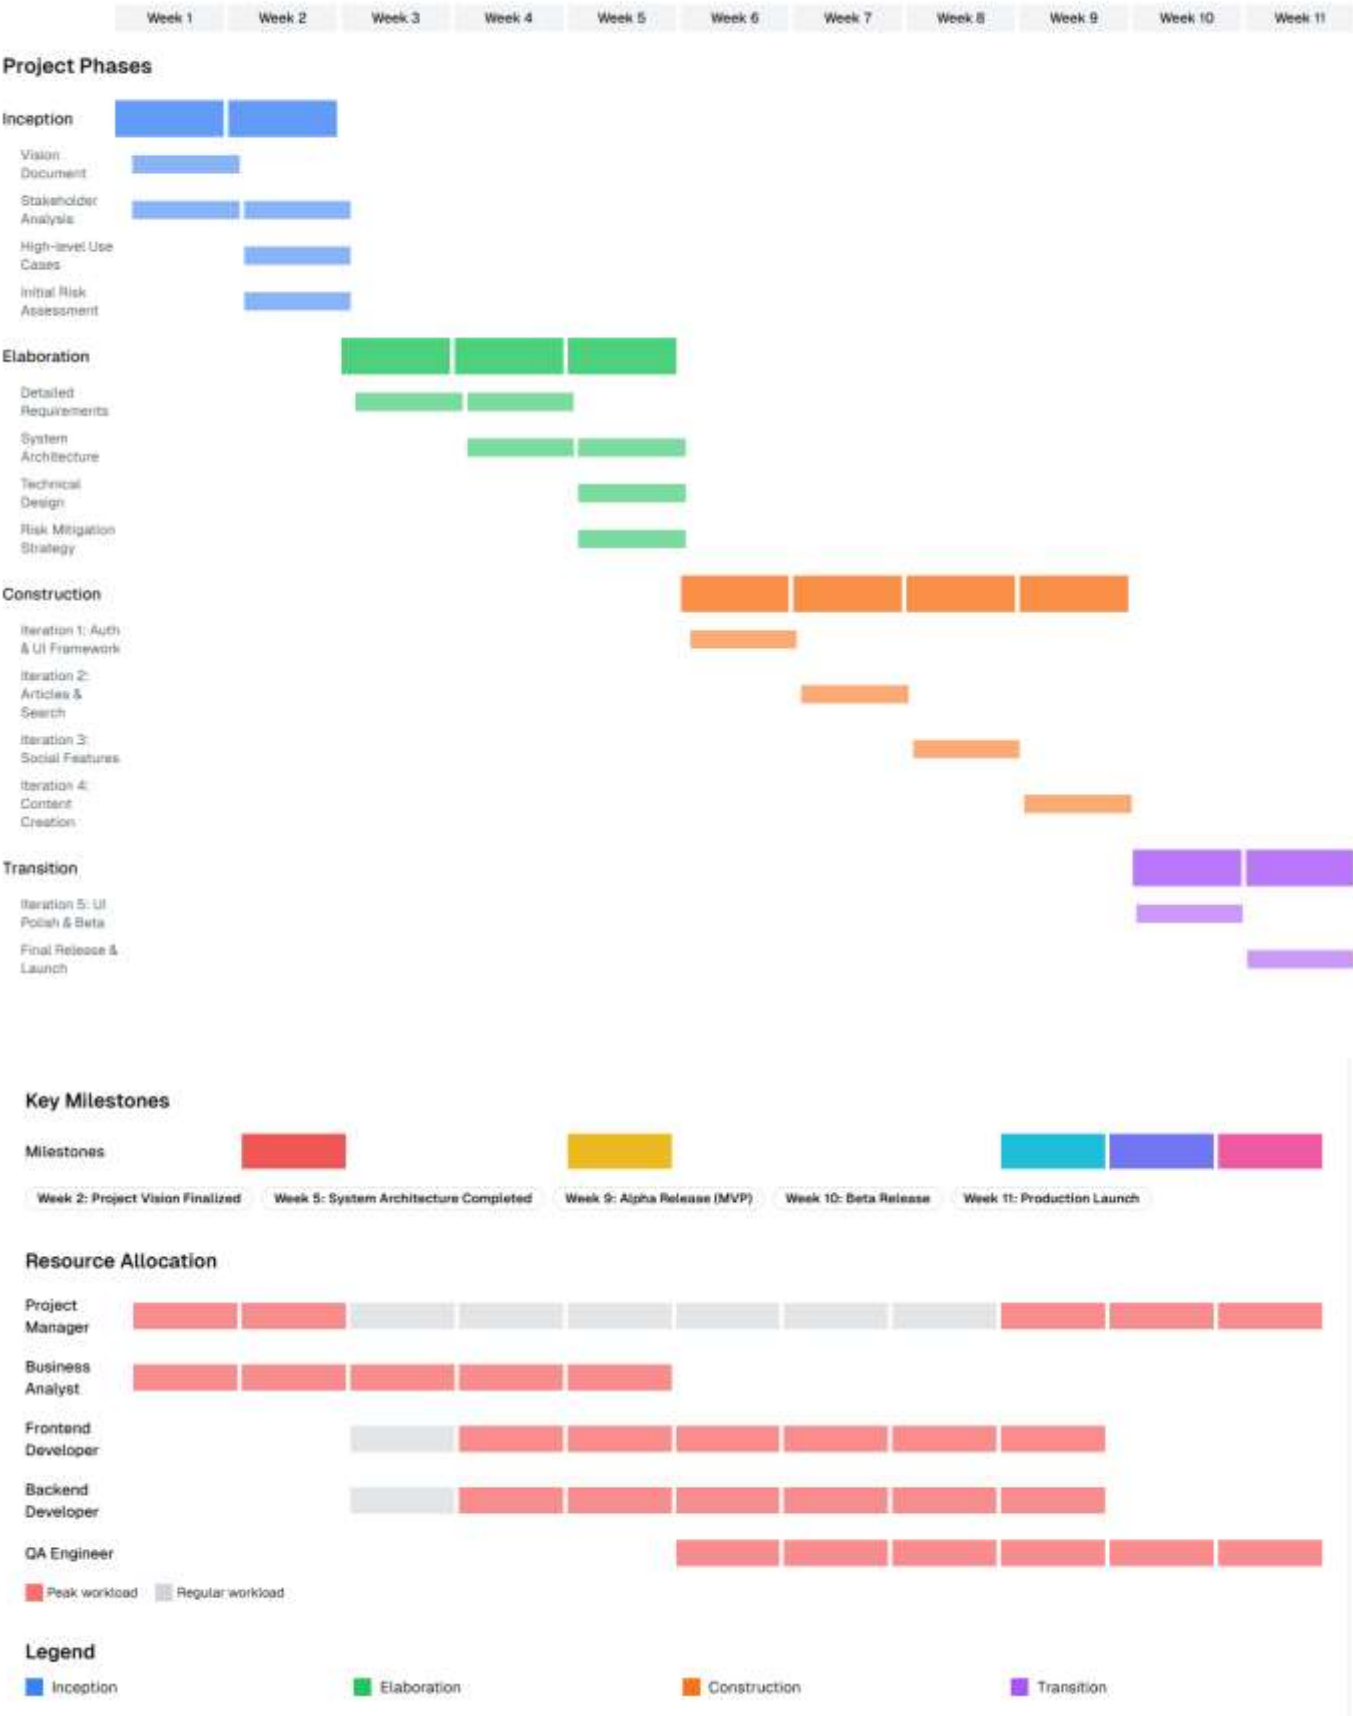 Week 1 Week 2 Week 3 Week 4 Week 5 Week 6 Week 7 Week 8 Week 9 Week 10 Week 11
Project Phases
Inception
Vision
Document
Stakeholder
Analysis
High-level Use
Cases
Initial Risk
Assessment
Elaboration
Detailed
Requirements
System
Architecture
Technical
Design
Risk Mitigation
Strategy
Construction
Iteration 1: Auth
& UI Framework
Iteration 2:
Articles &
Search
Iteration 3:
Social Features
Iteration 4:
Content
Creation
Transition
Iteration 5: UI
Polish & Beta
Final Release &
Launch
Key Milestones
Milestones
Week 2: Project Vision Finalized Week 5: System Architecture Completed Week 9: Alpha Release (MVP) Week 10: Beta Release Week 11: Production Launch
Resource Allocation
Project
Manager
Business
Analyst
Frontend
Developer
Backend
Developer
QA Engineer
Peak workload Regular workload
Legend
Inception Elaboration Construction Transition